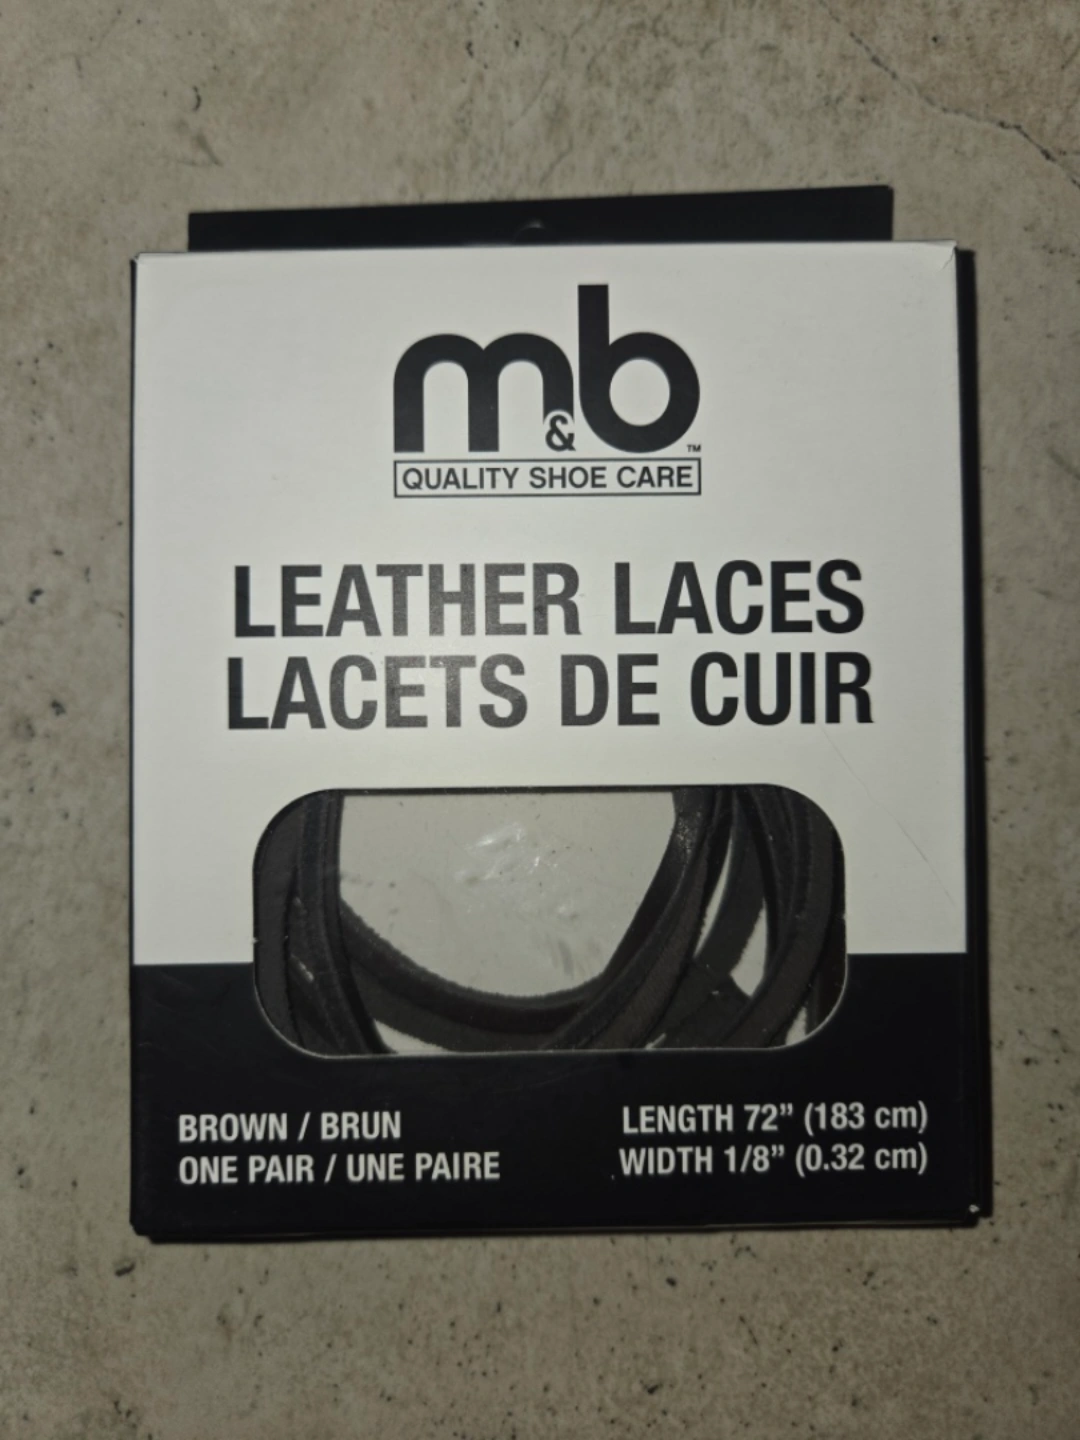 m&b™
QUALITY SHOE CARE
LEATHER LACES
LACETS DE CUIR
BROWN / BRUN
ONE PAIR / UNE PAIRE
LENGTH 72” (183 cm)
WIDTH 1/8” (0.32 cm)